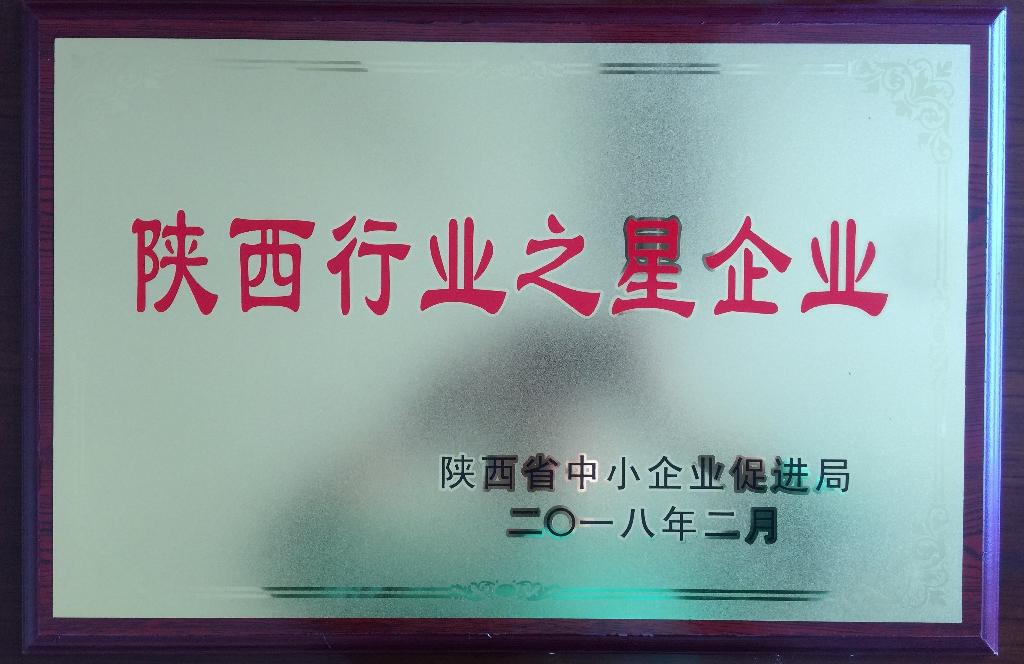 陕西行业之星企业
陕西省中小企业促进局
二〇一八年二月